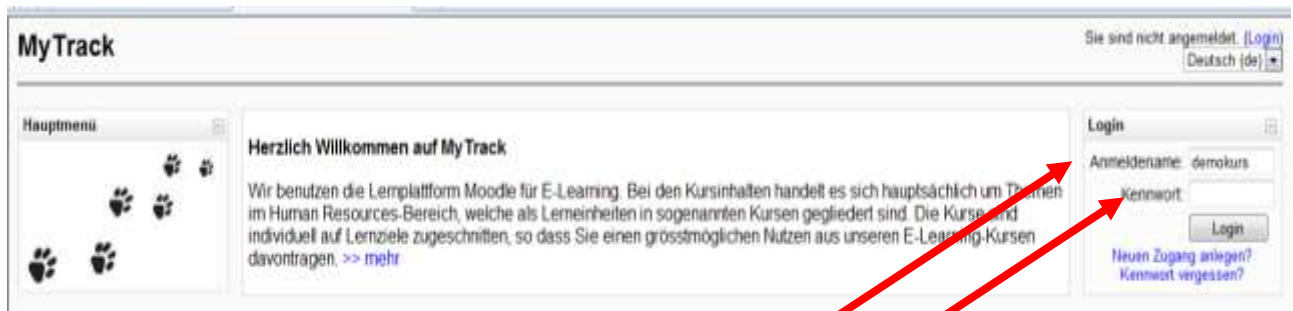 MyTrack
Sie sind nicht angemeldet. (Login)
Deutsch (de)
Hauptmenü
Herzlich Willkommen auf MyTrack
Wir benutzen die Lernplattform Moodle für E-Learning. Bei den Kursinhalten handelt es sich hauptsächlich um Themen
im Human Resources-Bereich, welche als Lerneinheiten in sogenannten Kursen gegliedert sind. Die Kurse sind
individuell auf Lernziele zugeschnitten, so dass Sie einen grösstmöglichen Nutzen aus unseren E-Learning-Kursen
davontragen. >> mehr
Login
Anmeldename: demokurs
Kennwort:
Login
Neuen Zugang anlegen?
Kennwort vergessen?